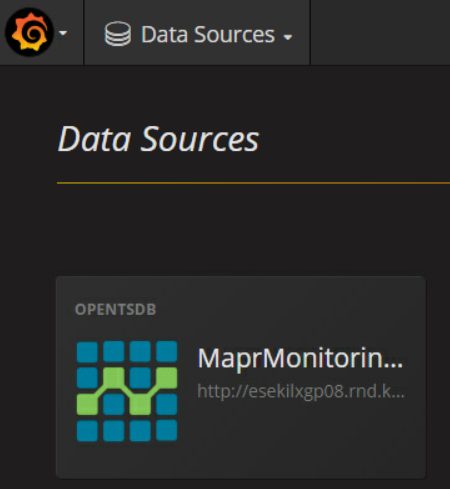 Data Sources
Data Sources
OPENTSDB
MaprMonitorin...
http://esekilxgp08.rnd.k...